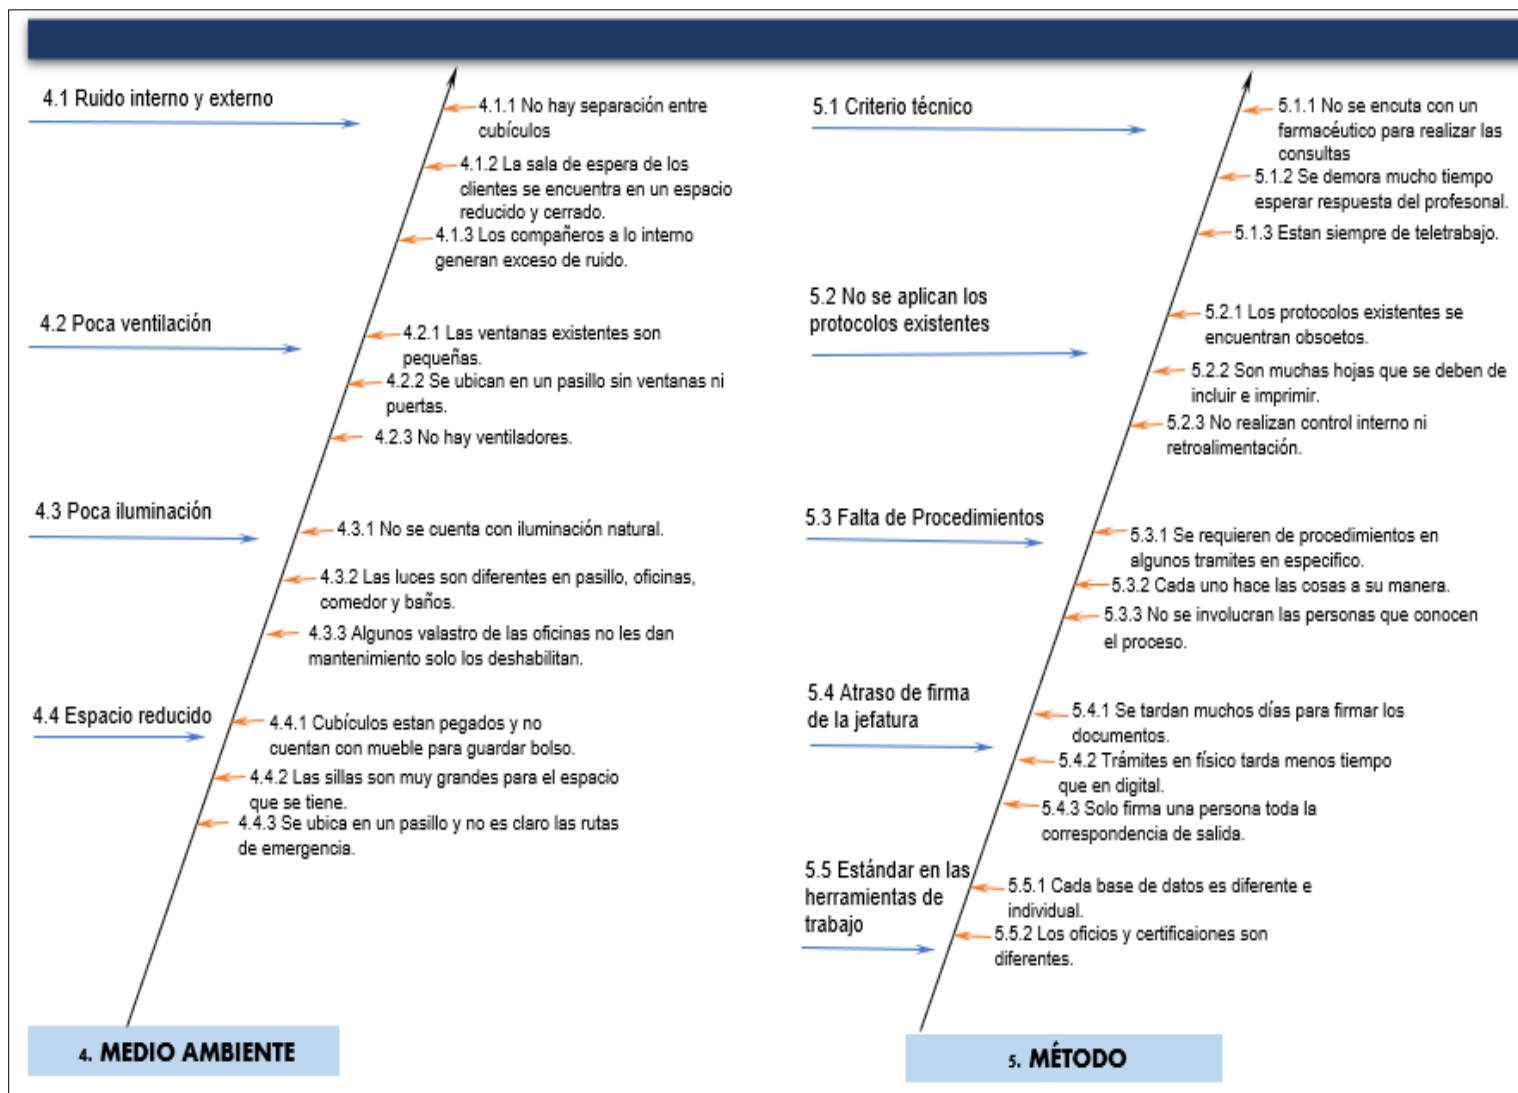 4.1 Ruido interno y externo
4.1.1 No hay separación entre
cubículos
4.1.2 La sala de espera de los
clientes se encuentra en un espacio
reducido y cerrado.
4.1.3 Los compañeros a lo interno
generan exceso de ruido.
4.2 Poca ventilación
4.2.1 Las ventanas existentes son
pequeñas.
4.2.2 Se ubican en un pasillo sin ventanas ni
puertas.
4.2.3 No hay ventiladores.
4.3 Poca iluminación
4.3.1 No se cuenta con iluminación natural.
4.3.2 Las luces son diferentes en pasillo, oficinas,
comedor y baños.
4.3.3 Algunos valastro de las oficinas no les dan
mantenimiento solo los deshabilitan.
4.4 Espacio reducido
4.4.1 Cubículos estan pegados y no
cuentan con mueble para guardar bolso.
4.4.2 Las sillas son muy grandes para el espacio
que se tiene.
4.4.3 Se ubica en un pasillo y no es claro las rutas
de emergencia.
4. MEDIO AMBIENTE
5.1 Criterio técnico
5.1.1 No se encuta con un
farmacéutico para realizar las
consultas
5.1.2 Se demora mucho tiempo
esperar respuesta del profesonal.
5.1.3 Estan siempre de teletrabajo.
5.2 No se aplican los
protocolos existentes
5.2.1 Los protocolos existentes se
encuentran obsoetos.
5.2.2 Son muchas hojas que se deben de
incluir e imprimir.
5.2.3 No realizan control interno ni
retroalimentación.
5.3 Falta de Procedimientos
5.3.1 Se requieren de procedimientos en
algunos tramites en especifico.
5.3.2 Cada uno hace las cosas a su manera.
5.3.3 No se involucran las personas que conocen
el proceso.
5.4 Atraso de firma
de la jefatura
5.4.1 Se tardan muchos días para firmar los
documentos.
5.4.2 Trámites en físico tarda menos tiempo
que en digital.
5.4.3 Solo firma una persona toda la
correspondencia de salida.
5.5 Estándar en las
herramientas de
trabajo
5.5.1 Cada base de datos es diferente e
individual.
5.5.2 Los oficios y certificaiones son
diferentes.
5. MÉTODO